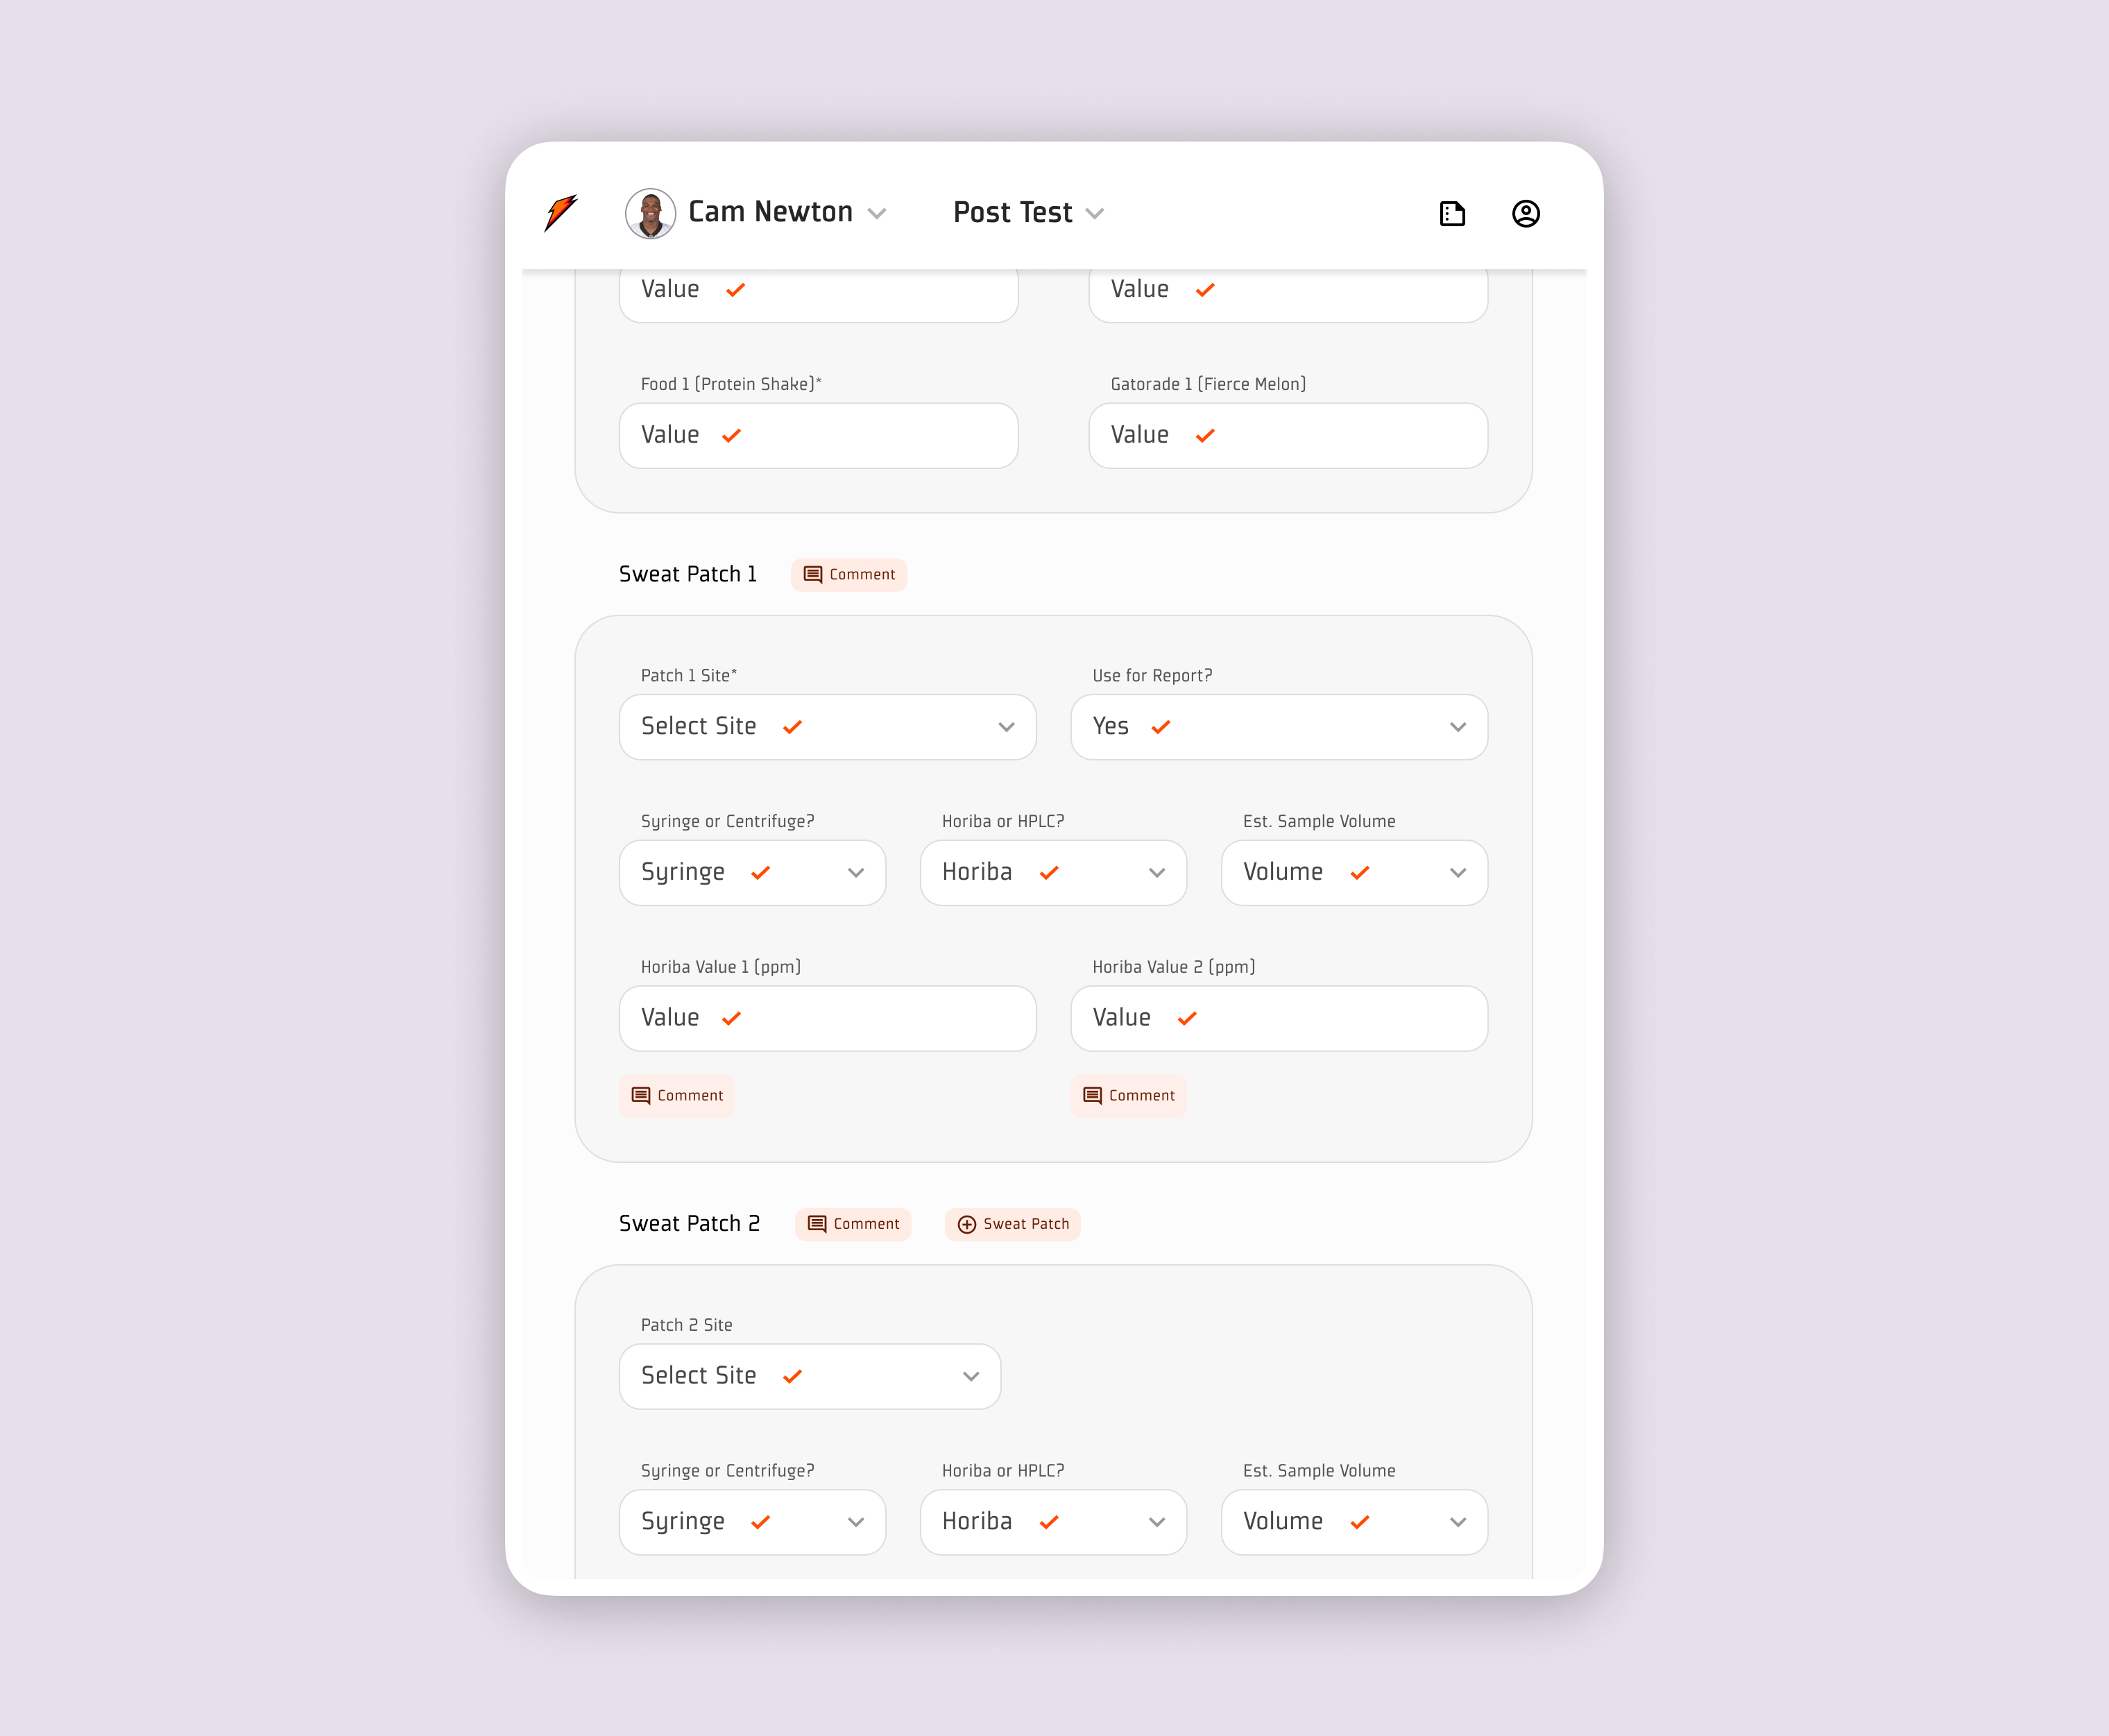 Cam Newton
Post Test
Value
Value
Food 1 (Protein Shake)*
Gatorade 1 (Fierce Melon)
Value
Value
Sweat Patch 1
Comment
Patch 1 Site*
Use for Report?
Select Site
Yes
Syringe or Centrifuge?
Horiba or HPLC?
Est. Sample Volume
Syringe
Horiba
Volume
Horiba Value 1 (ppm)
Horiba Value 2 (ppm)
Value
Value
Comment
Comment
Sweat Patch 2
Comment
Sweat Patch
Patch 2 Site
Select Site
Syringe or Centrifuge?
Horiba or HPLC?
Est. Sample Volume
Syringe
Horiba
Volume